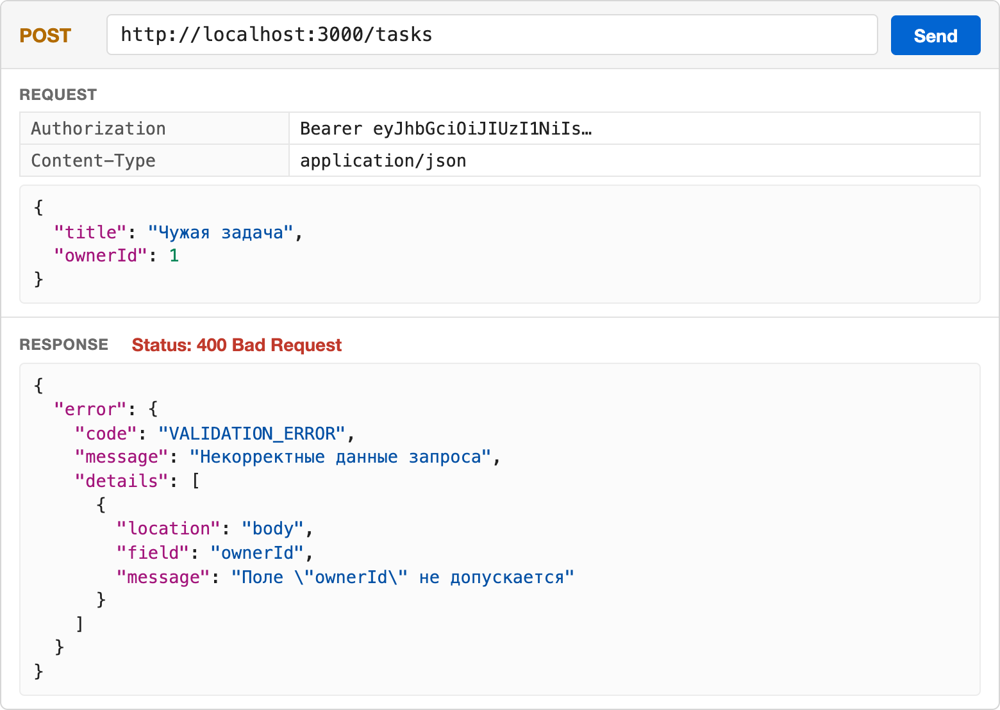 POST http://localhost:3000/tasks Send
REQUEST
Authorization Bearer eyJhbGciOiJIUzI1NiIs…
Content-Type application/json
{
  "title": "Чужая задача",
  "ownerId": 1
}
RESPONSE Status: 400 Bad Request
{
  "error": {
    "code": "VALIDATION_ERROR",
    "message": "Некорректные данные запроса",
    "details": [
      {
        "location": "body",
        "field": "ownerId",
        "message": "Поле \"ownerId\" не допускается"
      }
    ]
  }
}